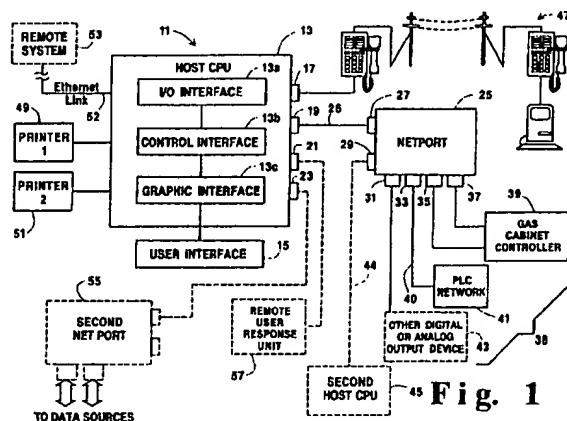 REMOTE
SYSTEM
53
11
13
47
HOST CPU
17
Ethernet
Link
52
13a
I/O INTERFACE
49
PRINTER
1
19
26
27
25
13b
CONTROL INTERFACE
NETPORT
21
29
PRINTER
2
51
13c
GRAPHIC INTERFACE
23
31
33
35
37
39
GAS
CABINET
CONTROLLER
USER INTERFACE
15
44
40
PLC
NETWORK
41
55
SECOND
NET PORT
REMOTE USER
RESPONSE
UNIT
57
OTHER DIGITAL
OR ANALOG
OUTPUT DEVICE
43
38
SECOND
HOST CPU
45
Fig. 1
TO DATA SOURCES